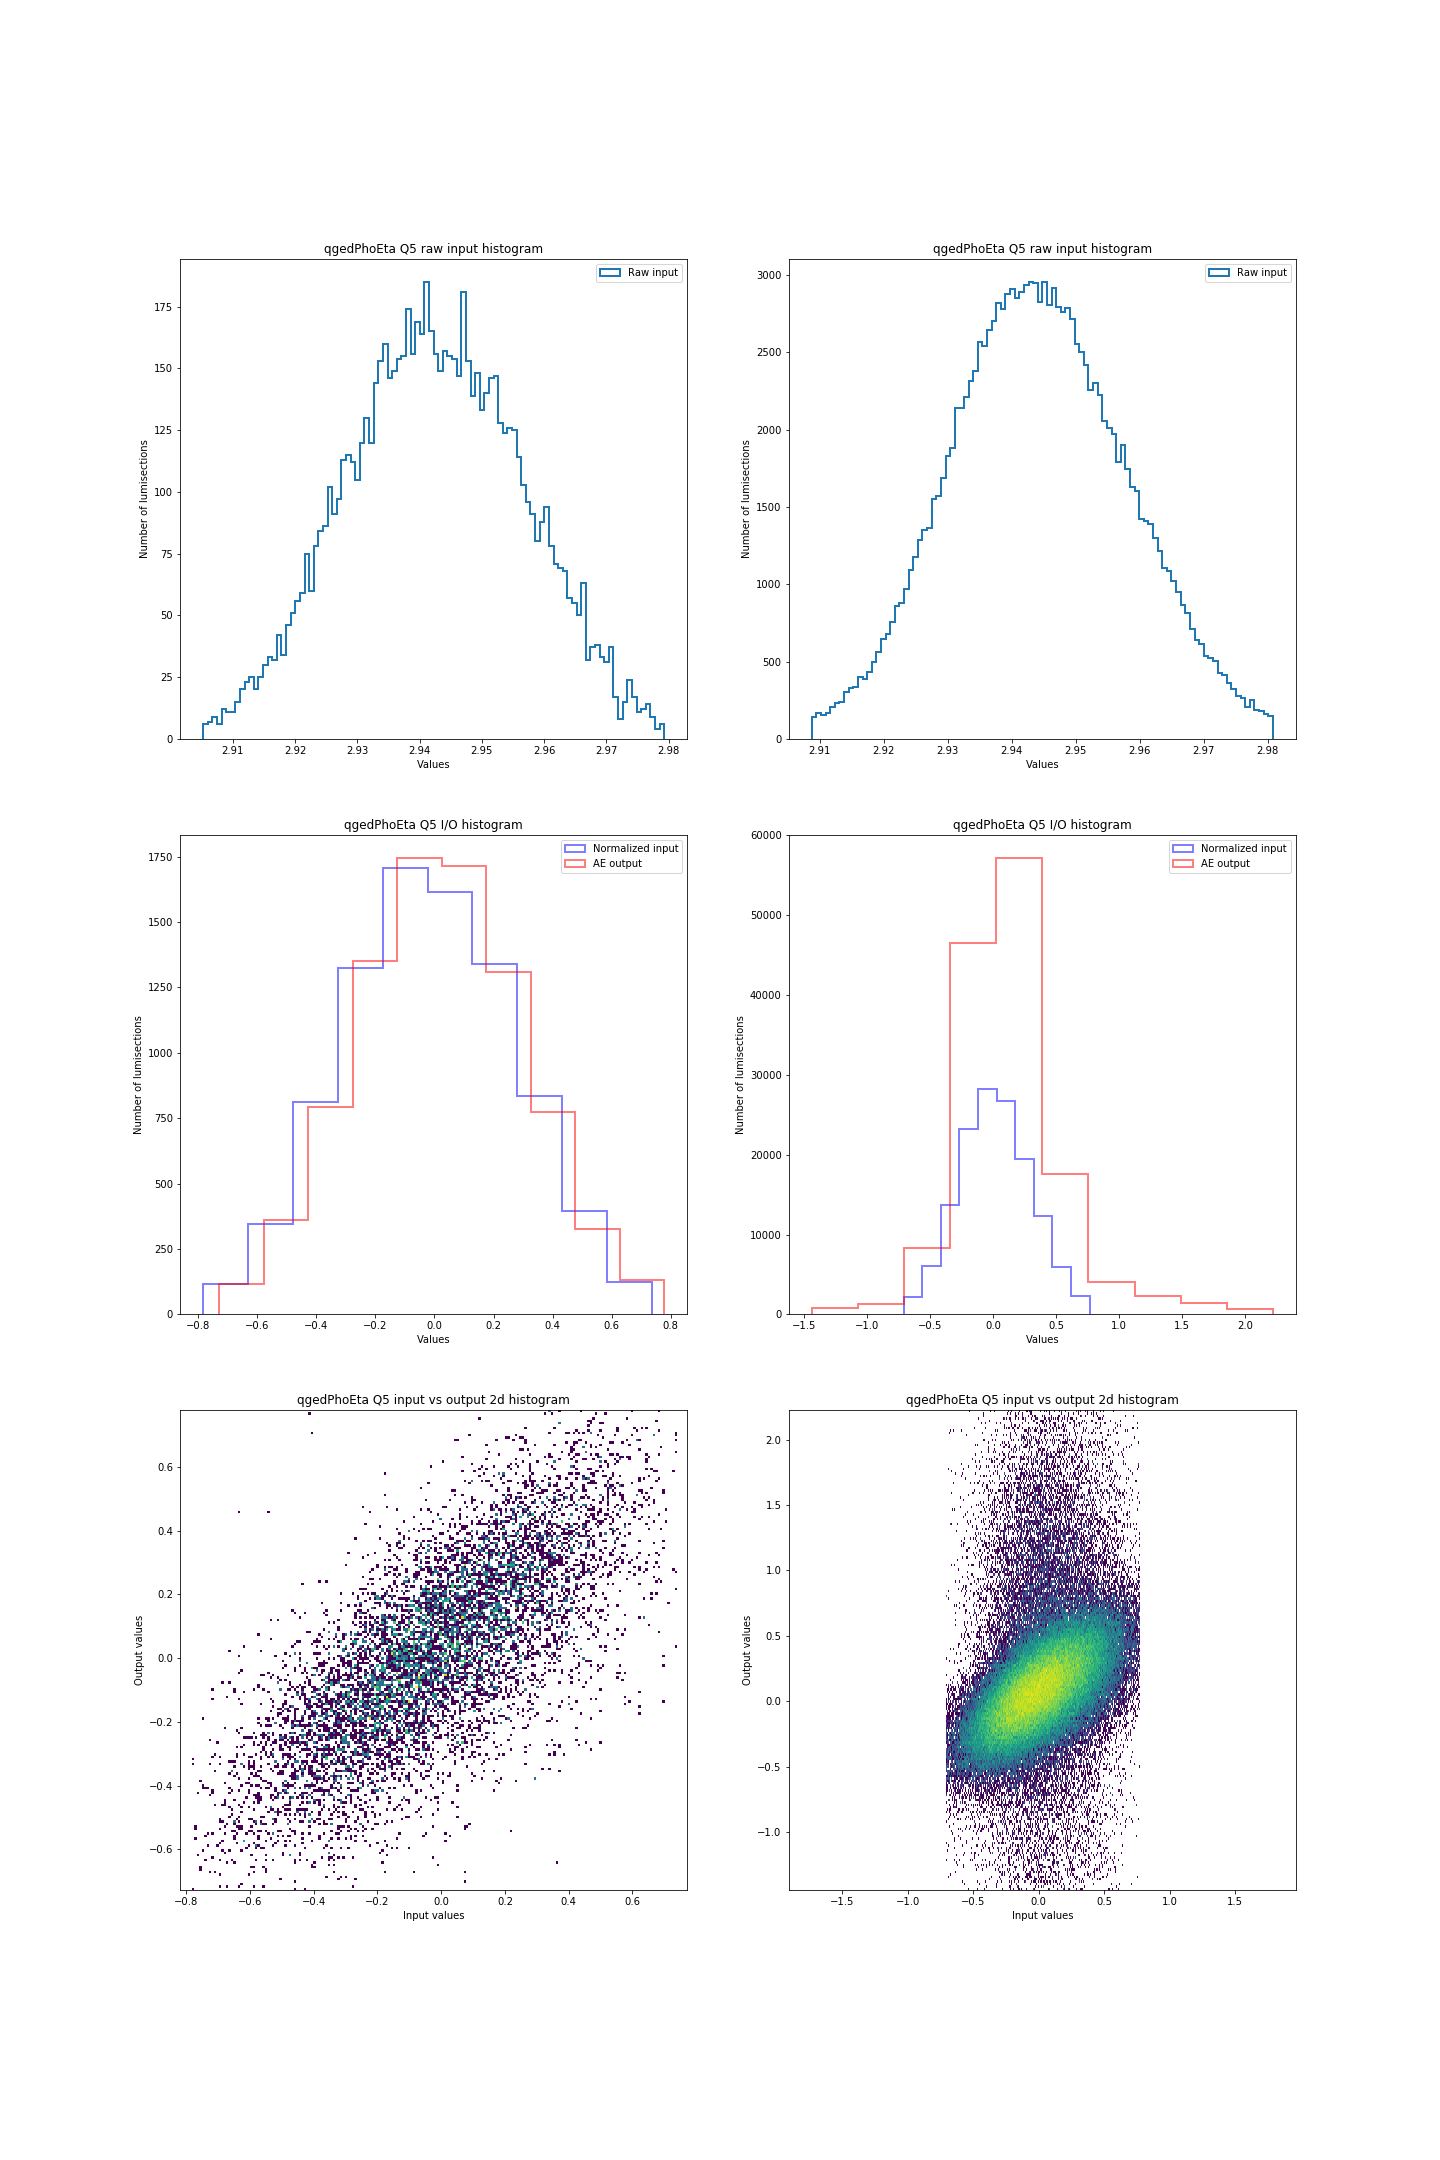 qgedPhoEta Q5 raw input histogram
Raw input
175
150
125
100
75
50
25
0
Number of lumisections
2.91 2.92 2.93 2.94 2.95 2.96 2.97 2.98
Values
qgedPhoEta Q5 raw input histogram
Raw input
3000
2500
2000
1500
1000
500
0
Number of lumisections
2.91 2.92 2.93 2.94 2.95 2.96 2.97 2.98
Values
qgedPhoEta Q5 I/O histogram
Normalized input
AE output
1750
1500
1250
1000
750
500
250
0
Number of lumisections
−0.8 −0.6 −0.4 −0.2 0.0 0.2 0.4 0.6 0.8
Values
qgedPhoEta Q5 I/O histogram
Normalized input
AE output
60000
50000
40000
30000
20000
10000
0
Number of lumisections
−1.5 −1.0 −0.5 0.0 0.5 1.0 1.5 2.0
Values
qgedPhoEta Q5 input vs output 2d histogram
0.6
0.4
0.2
0.0
−0.2
−0.4
−0.6
Output values
−0.8 −0.6 −0.4 −0.2 0.0 0.2 0.4 0.6
Input values
qgedPhoEta Q5 input vs output 2d histogram
2.0
1.5
1.0
0.5
0.0
−0.5
−1.0
Output values
−1.5 −1.0 −0.5 0.0 0.5 1.0 1.5
Input values